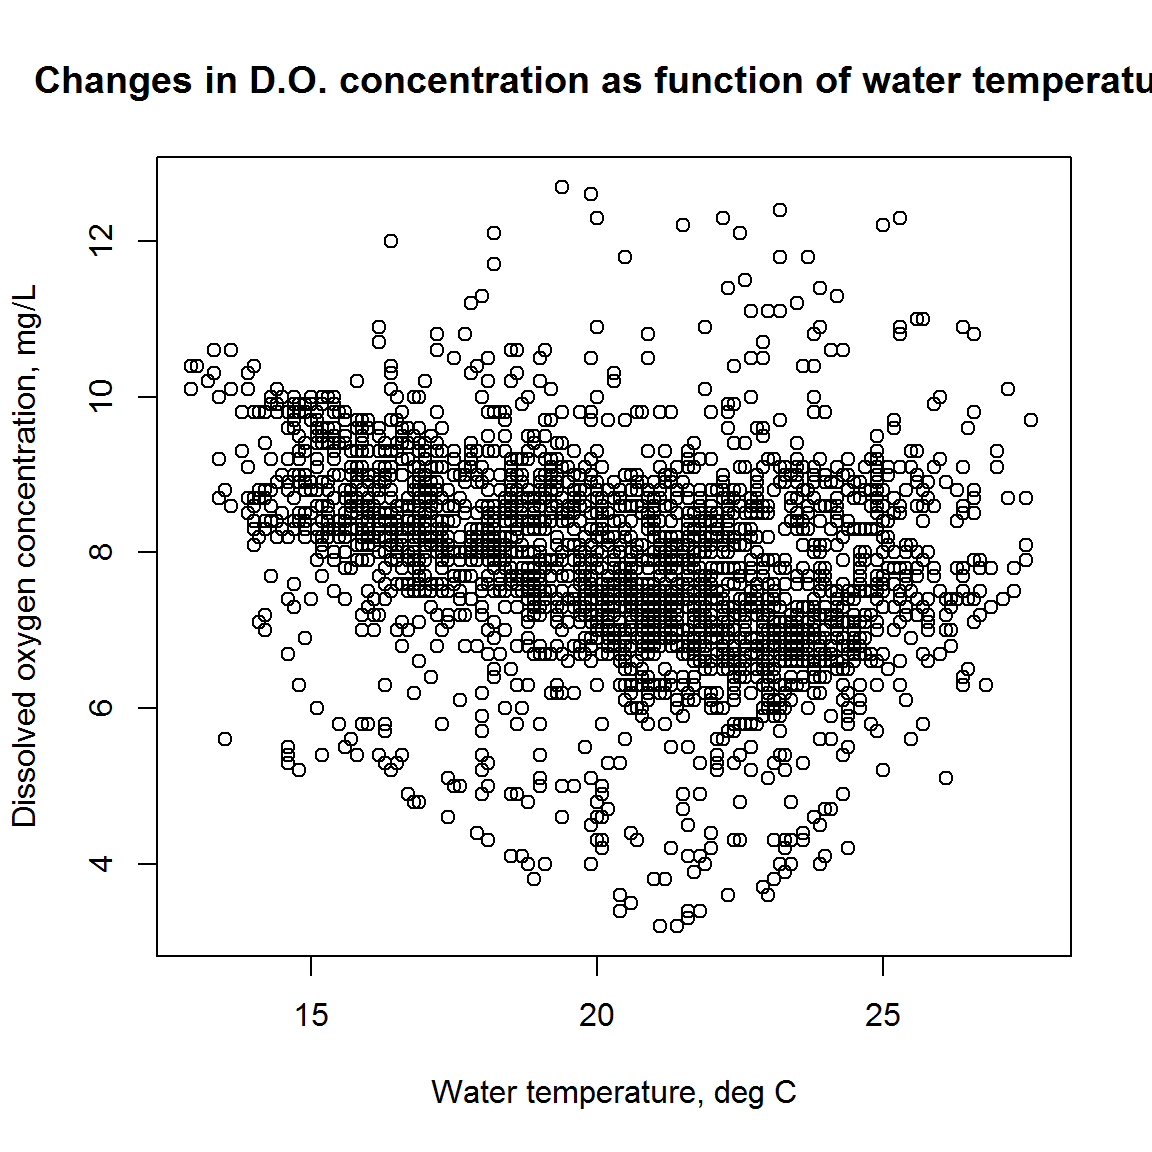 Changes in D.O. concentration as function of water temperatu
Dissolved oxygen concentration, mg/L
12
10
8
6
4
15 20 25
Water temperature, deg C